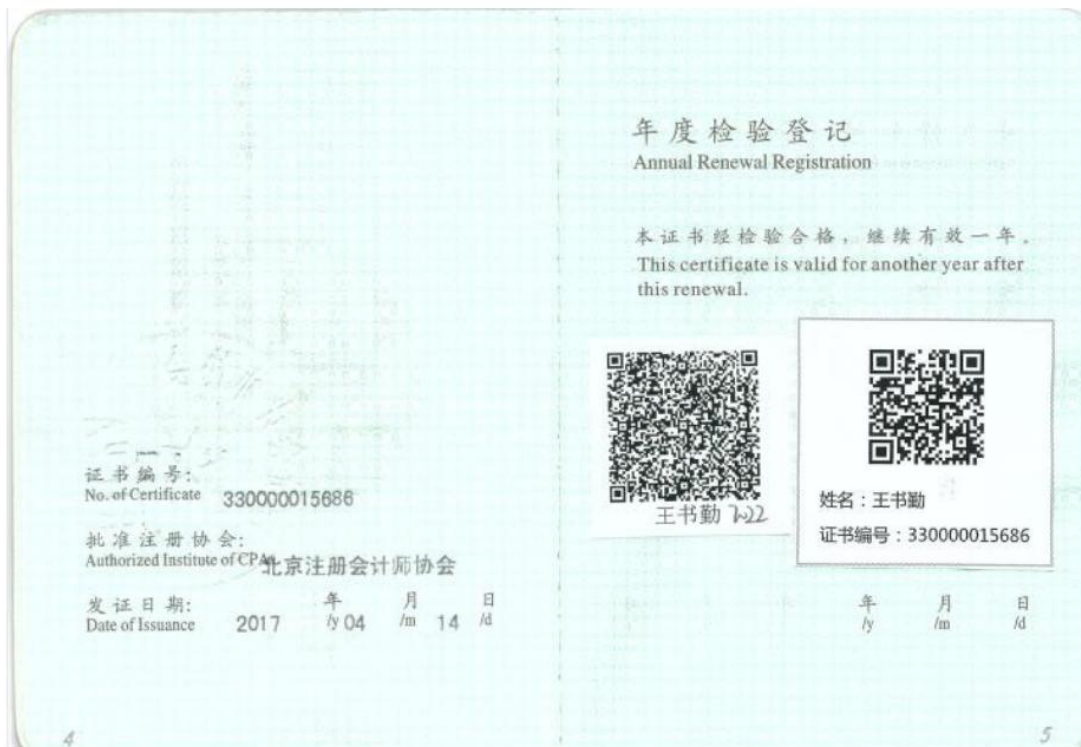 证书编号:
No. of Certificate 330000015686
批准注册协会:
Authorized Institute of CPAs 北京注册会计师协会
发证日期: 年 月 日
Date of Issuance 2017 /y 04 /m 14 /d
4
年度检验登记
Annual Renewal Registration
本证书经检验合格，继续有效一年。
This certificate is valid for another year after
this renewal.
王书勤 2022
姓名：王书勤
证书编号：330000015686
年 月 日
/y /m /d
5